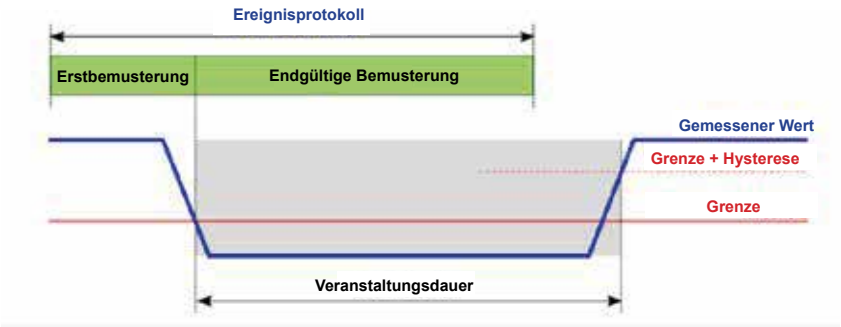 Ereignisprotokoll
Erstbemusterung
Endgültige Bemusterung
Gemessener Wert
Grenze + Hysterese
Grenze
Veranstaltungsdauer